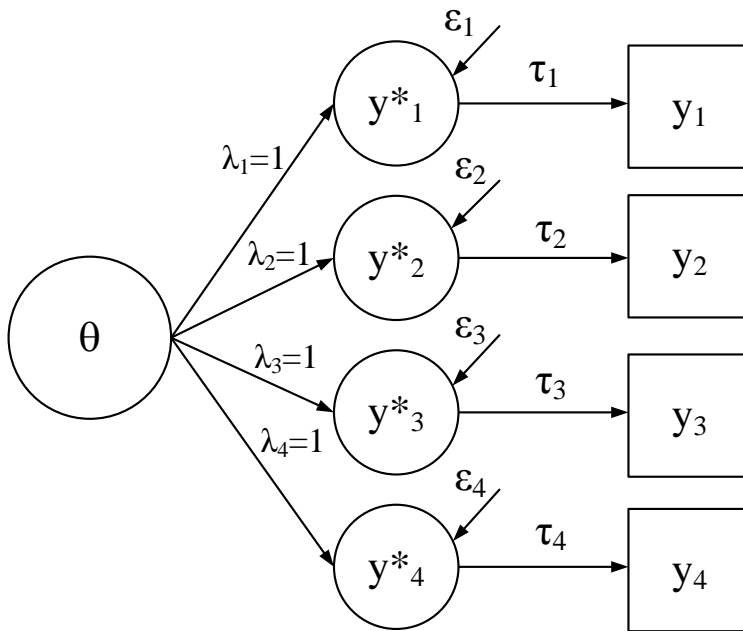 ε₁
y*₁
τ₁
y₁
λ₁=1
ε₂
y*₂
τ₂
y₂
λ₂=1
θ
ε₃
y*₃
τ₃
y₃
λ₃=1
λ₄=1
ε₄
y*₄
τ₄
y₄